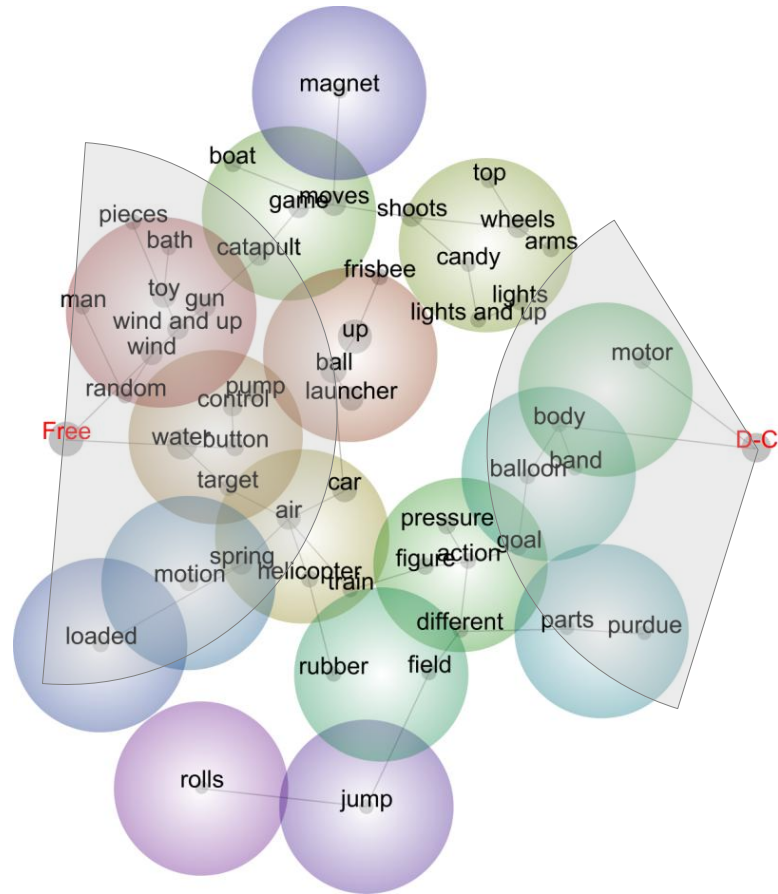 magnet
boat
top
game
moves
shoots
pieces
wheels
bath
catapult
arms
candy
frisbee
toy
man
gun
lights
wind and up
lights and up
up
wind
motor
ball
random
pump
launcher
control
body
Free
water
button
D-C
balloon
band
target
car
air
pressure
goal
spring
figure
action
motion
helicopter
train
different
parts
purdue
loaded
rubber
field
rolls
jump